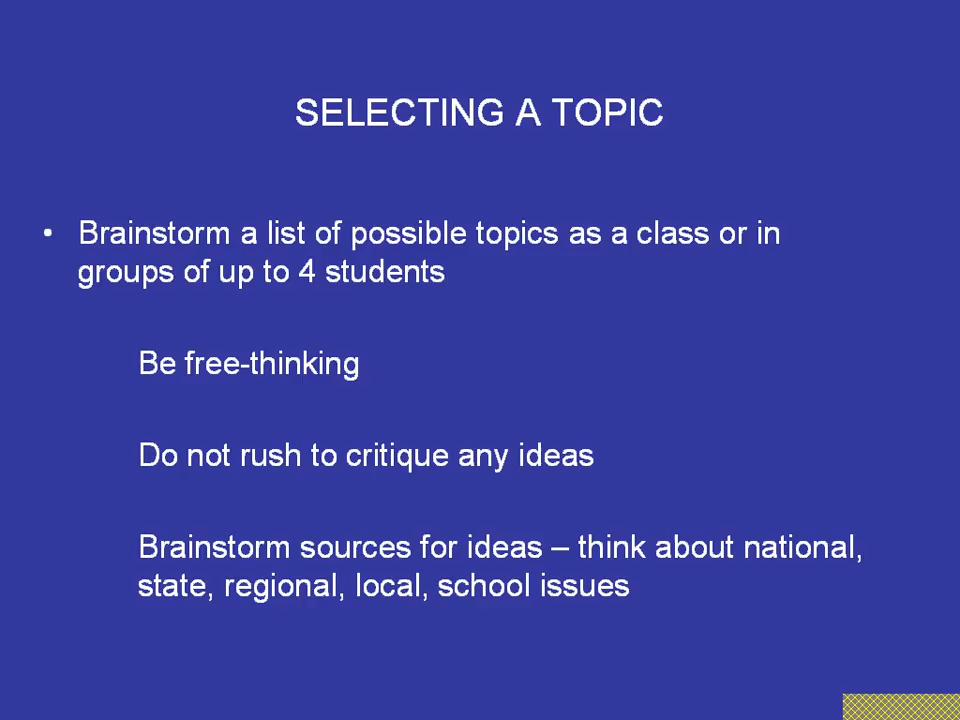 SELECTING A TOPIC
• Brainstorm a list of possible topics as a class or in
groups of up to 4 students
Be free-thinking
Do not rush to critique any ideas
Brainstorm sources for ideas – think about national,
state, regional, local, school issues